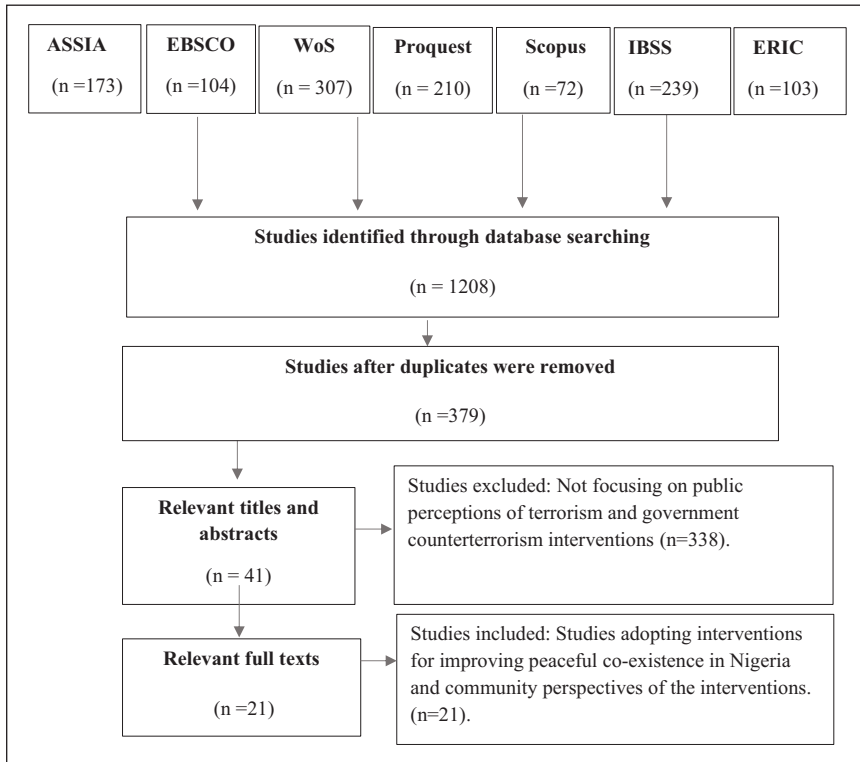 ASSIA
(n =173)
EBSCO
(n =104)
WoS
(n = 307)
Proquest
(n = 210)
Scopus
(n =72)
IBSS
(n =239)
ERIC
(n =103)
Studies identified through database searching
(n = 1208)
Studies after duplicates were removed
(n =379)
Relevant titles and
abstracts
(n = 41)
Studies excluded: Not focusing on public
perceptions of terrorism and government
counterterrorism interventions (n=338).
Relevant full texts
(n =21)
Studies included: Studies adopting interventions
for improving peaceful co-existence in Nigeria
and community perspectives of the interventions.
(n=21).